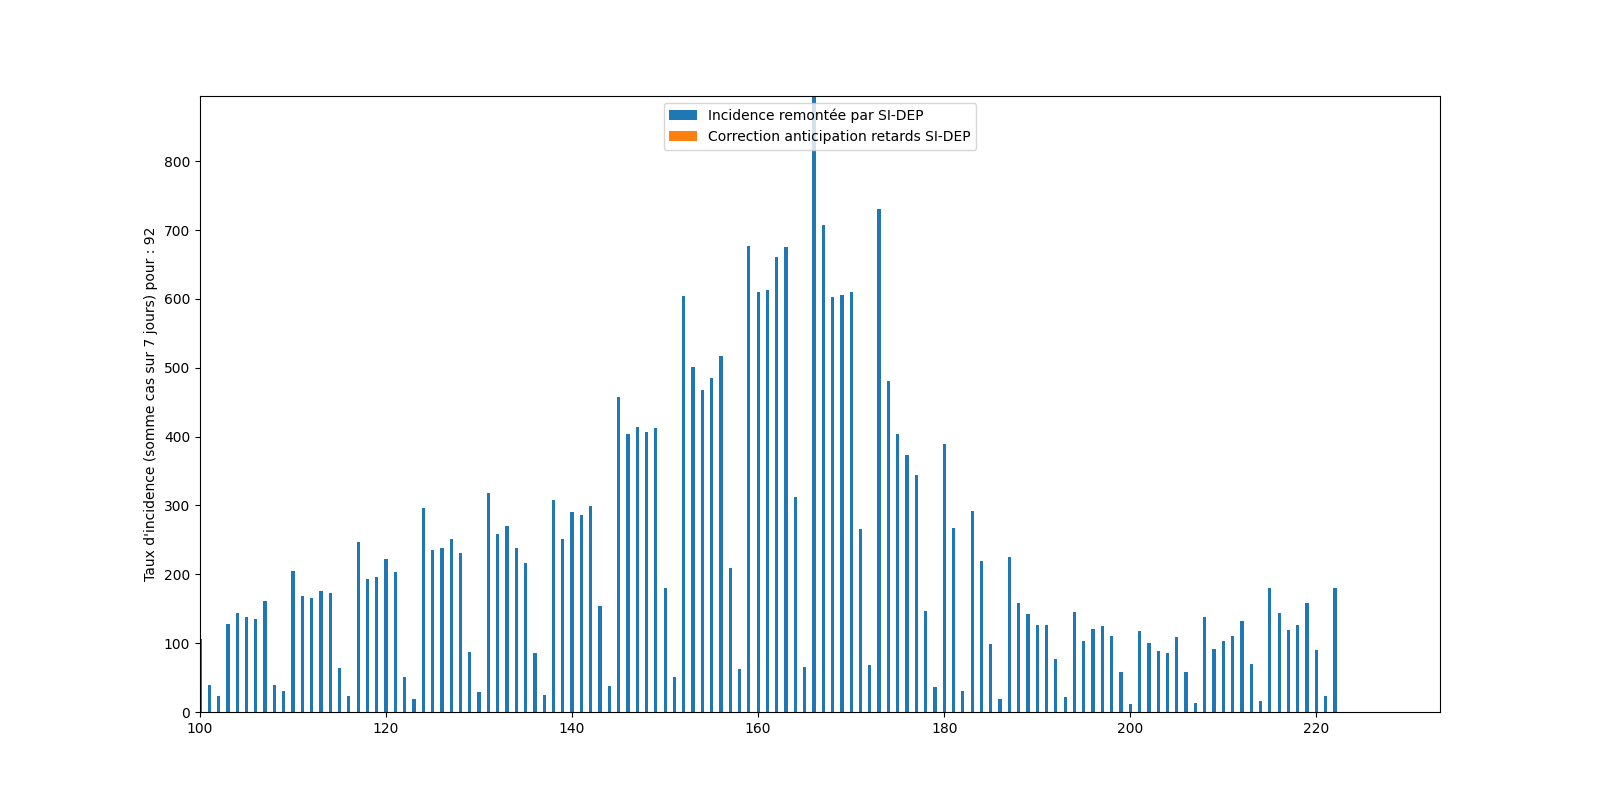 Incidence remontée par SI-DEP
Correction anticipation retards SI-DEP
Taux d'incidence (somme cas sur 7 jours) pour : 92
800
700
600
500
400
300
200
100
0
100 120 140 160 180 200 220